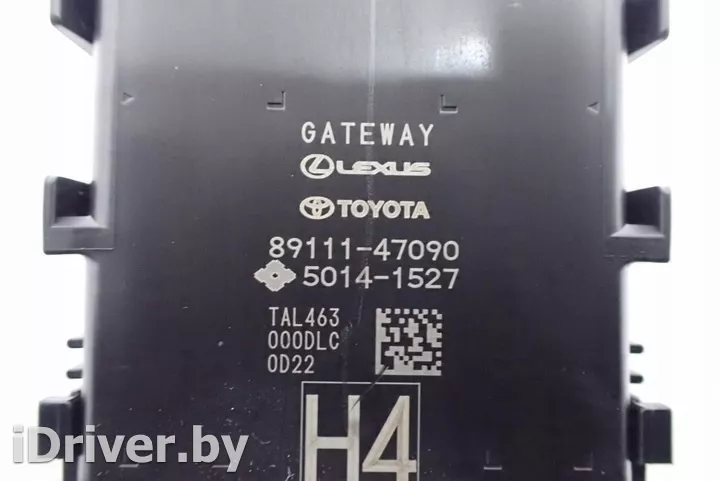 GATEWAY
LEXUS
TOYOTA
89111-47090
5014-1527
TAL463
000DLC
0D22
H4
iDriver.by